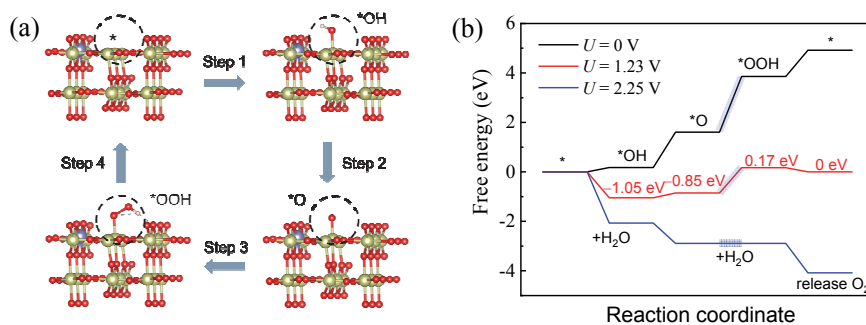 (a)
*
*OH
Step 1
Step 2
Step 3
Step 4
*OOH
*O
(b)
Free energy (eV)
6
4
2
0
-2
-4
U = 0 V
U = 1.23 V
U = 2.25 V
*
*OH
*O
*OOH
*
−1.05 eV
−0.85 eV
0.17 eV
0 eV
+H₂O
+H₂O
release O₂
Reaction coordinate